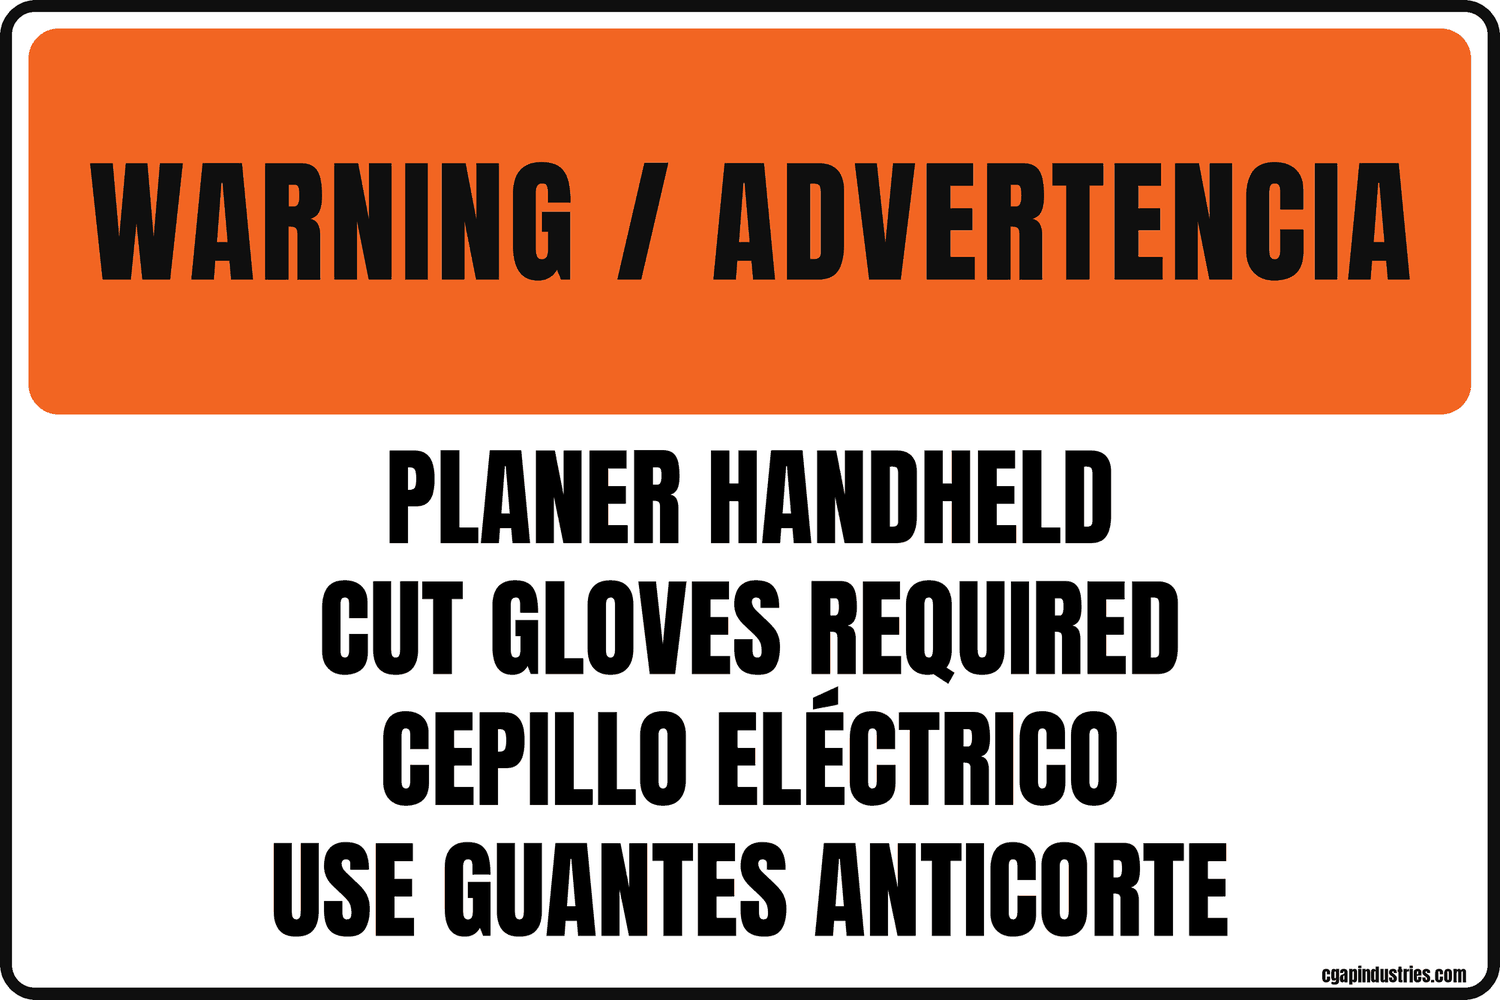 WARNING / ADVERTENCIA
PLANER HANDHELD
CUT GLOVES REQUIRED
CEPILLO ELÉCTRICO
USE GUANTES ANTICORTE
cgapindustries.com